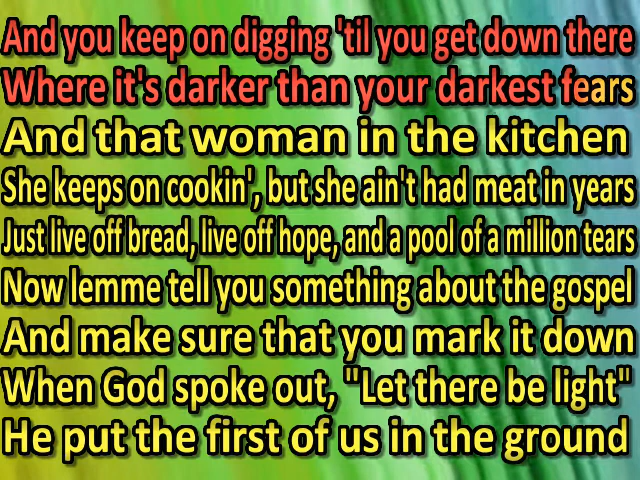 And you keep on digging 'til you get down there
Where it's darker than your darkest fears
And that woman in the kitchen
She keeps on cookin', but she ain't had meat in years
Just live off bread, live off hope, and a pool of a million tears
Now lemme tell you something about the gospel
And make sure that you mark it down
When God spoke out, "Let there be light"
He put the first of us in the ground